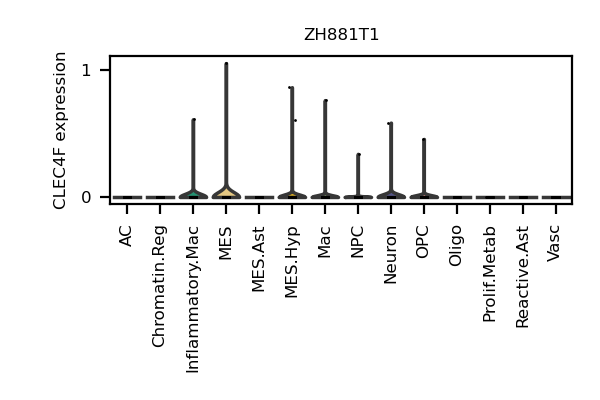 ZH881T1
CLEC4F expression
1
0
AC
Chromatin.Reg
Inflammatory.Mac
MES
MES.Ast
MES.Hyp
Mac
NPC
Neuron
OPC
Oligo
Prolif.Metab
Reactive.Ast
Vasc